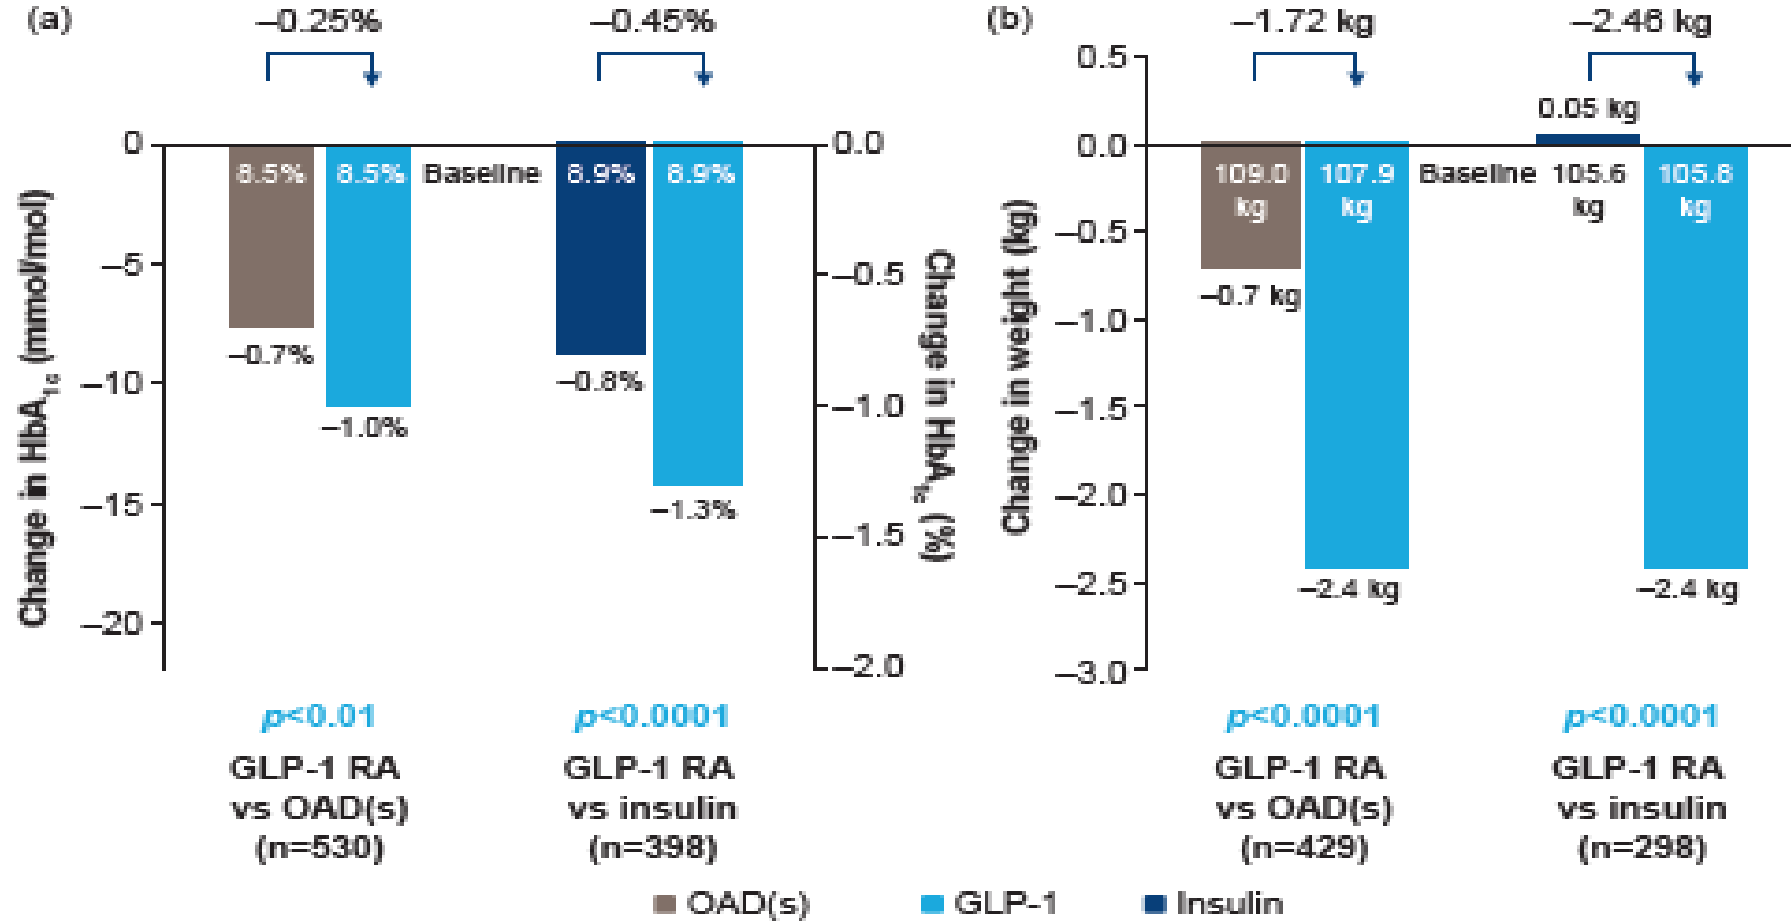 (a)
–0.25%
–0.45%
0
–5
–10
–15
–20
Change in HbA1c (mmol/mol)
8.5%
8.5%
Baseline
8.9%
8.9%
–0.7%
–1.0%
–0.8%
–1.3%
0.0
–0.5
–1.0
–1.5
–2.0
Change in HbA1c (%)
p<0.01
p<0.0001
GLP-1 RA
vs OAD(s)
(n=530)
GLP-1 RA
vs insulin
(n=398)
(b)
–1.72 kg
–2.46 kg
0.5
0.0
–0.5
–1.0
–1.5
–2.0
–2.5
–3.0
Change in weight (kg)
0.05 kg
109.0
kg
107.9
kg
Baseline
105.6
kg
105.8
kg
–0.7 kg
–2.4 kg
–2.4 kg
p<0.0001
p<0.0001
GLP-1 RA
vs OAD(s)
(n=429)
GLP-1 RA
vs insulin
(n=298)
OAD(s)
GLP-1
Insulin